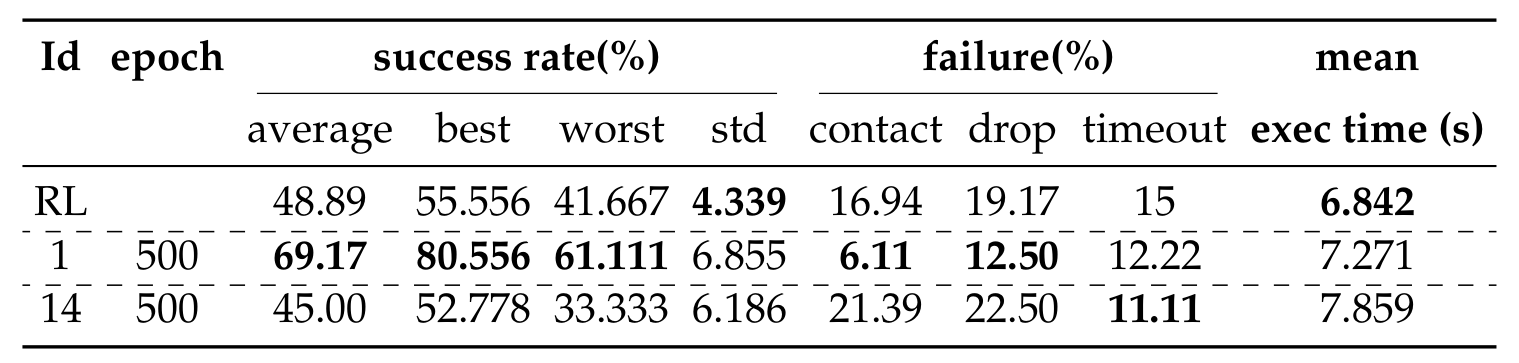 Id epoch success rate(%) failure(%) mean
average best worst std contact drop timeout exec time (s)
RL 48.89 55.556 41.667 4.339 16.94 19.17 15 6.842
1 500 69.17 80.556 61.111 6.855 6.11 12.50 12.22 7.271
14 500 45.00 52.778 33.333 6.186 21.39 22.50 11.11 7.859